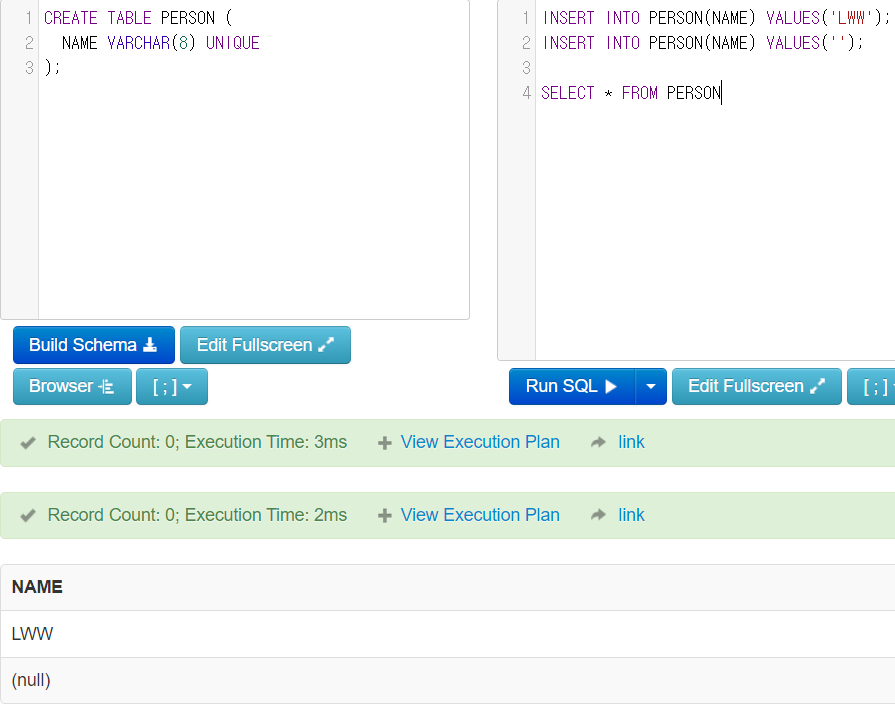 1 CREATE TABLE PERSON (
2 NAME VARCHAR(8) UNIQUE
3 );
1 INSERT INTO PERSON(NAME) VALUES('LWW');
2 INSERT INTO PERSON(NAME) VALUES('');
3
4 SELECT * FROM PERSON
Build Schema Edit Fullscreen
Browser [ ; ]
Run SQL Edit Fullscreen [ ; ]
Record Count: 0; Execution Time: 3ms View Execution Plan link
Record Count: 0; Execution Time: 2ms View Execution Plan link
NAME
LWW
(null)